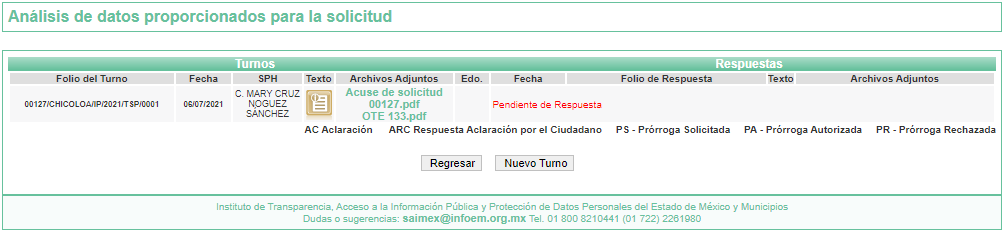 Análisis de datos proporcionados para la solicitud
Turnos Respuestas
Folio del Turno Fecha SPH Texto Archivos Adjuntos Edo. Fecha Folio de Respuesta Texto Archivos Adjuntos
00127/CHICOLOA/IP/2021/TSP/0001 06/07/2021 C. MARY CRUZ NOGUEZ SÁNCHEZ Acuse de solicitud 00127.pdf Pendiente de Respuesta
OTE 133.pdf
AC Aclaración ARC Respuesta Aclaración por el Ciudadano PS - Prórroga Solicitada PA - Prórroga Autorizada PR - Prórroga Rechazada
Regresar Nuevo Turno
Instituto de Transparencia, Acceso a la Información Pública y Protección de Datos Personales del Estado de México y Municipios
Dudas o sugerencias: saimex@infoem.org.mx Tel. 01 800 8210441 (01 722) 2261980